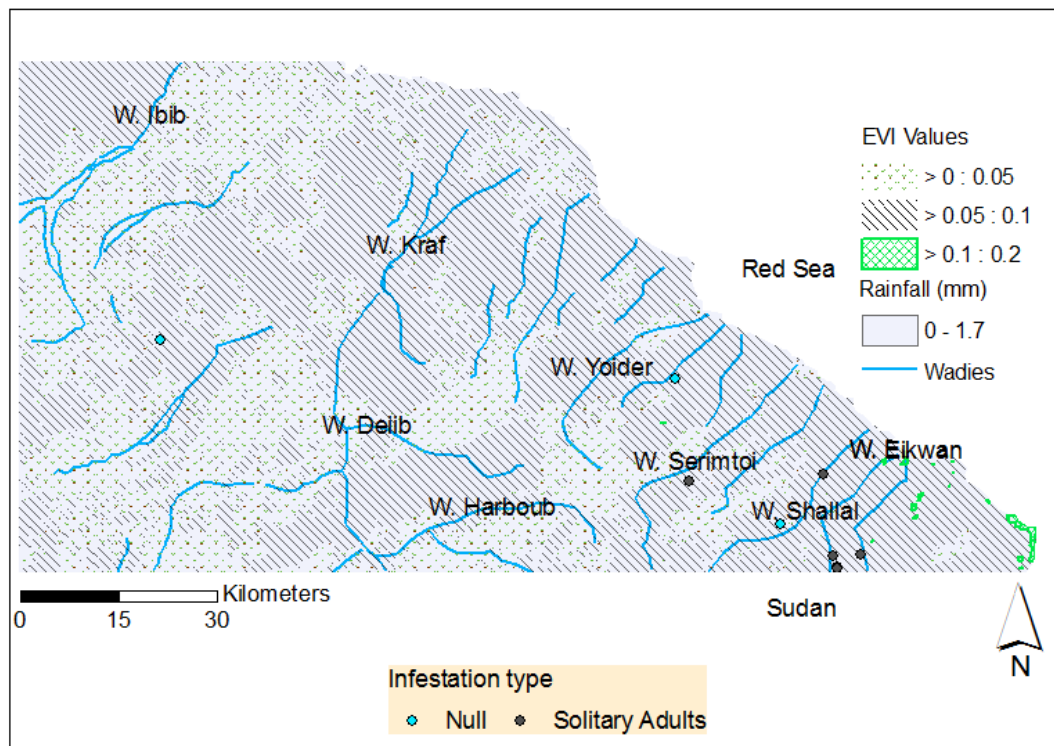 W. Ibib
EVI Values
> 0 : 0.05
> 0.05 : 0.1
> 0.1 : 0.2
W. Kraf
Red Sea
Rainfall (mm)
0 - 1.7
Wadies
W. Yoider
W. Deiib
W. Eikwan
W. Serimtoi
W. Harboub
W. Shallal
Kilometers
0 15 30
Sudan
N
Infestation type
Null
Solitary Adults